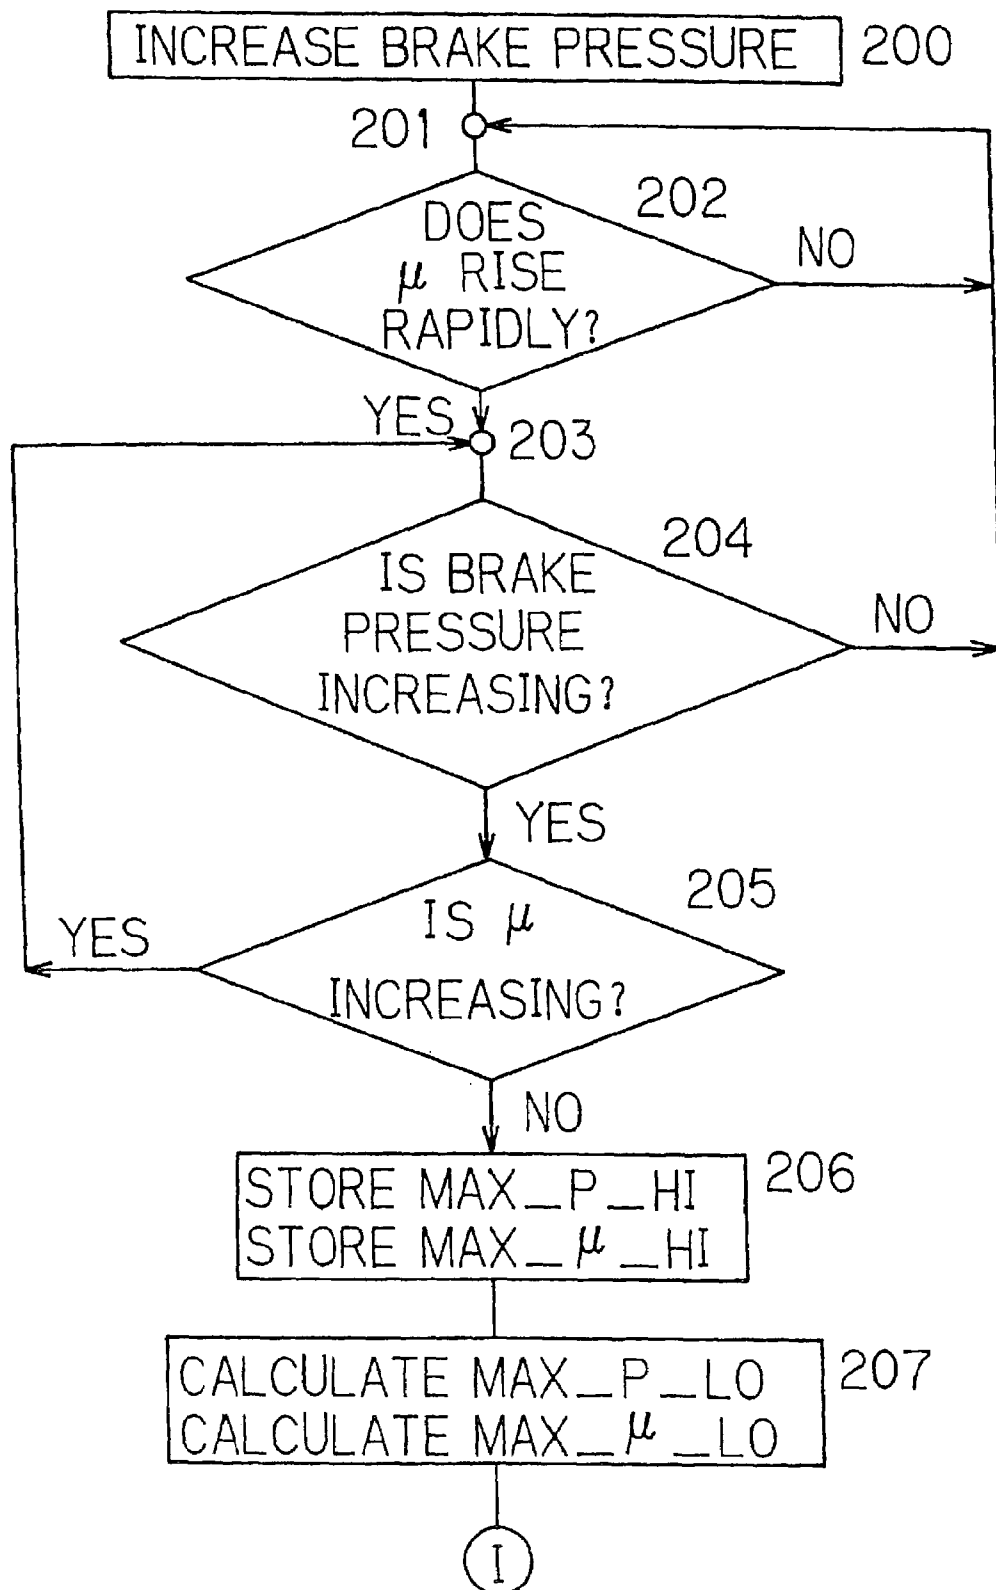 INCREASE BRAKE PRESSURE 200
201
202
DOES
μ RISE
RAPIDLY?
NO
YES
203
204
IS BRAKE
PRESSURE
INCREASING?
NO
YES
205
IS μ
INCREASING?
YES
NO
206
STORE MAX_P_HI
STORE MAX_μ_HI
207
CALCULATE MAX_P_LO
CALCULATE MAX_μ_LO
I